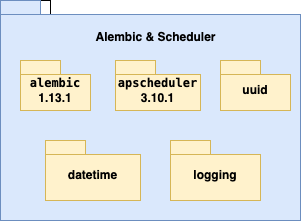 Alembic & Scheduler
alembic
1.13.1
apscheduler
3.10.1
uuid
datetime
logging